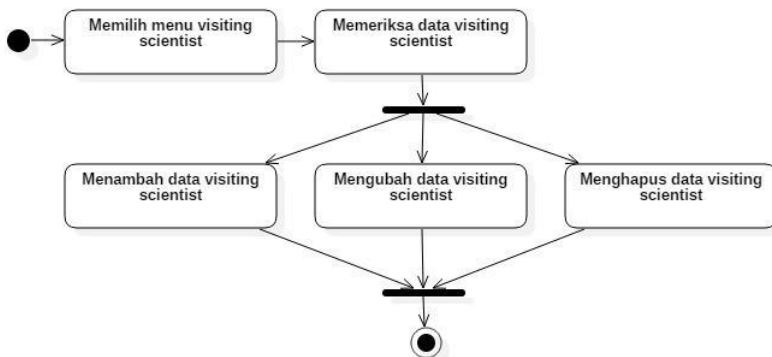 Memilih menu visiting
scientist
Memeriksa data visiting
scientist
Menambah data visiting
scientist
Mengubah data visiting
scientist
Menghapus data visiting
scientist